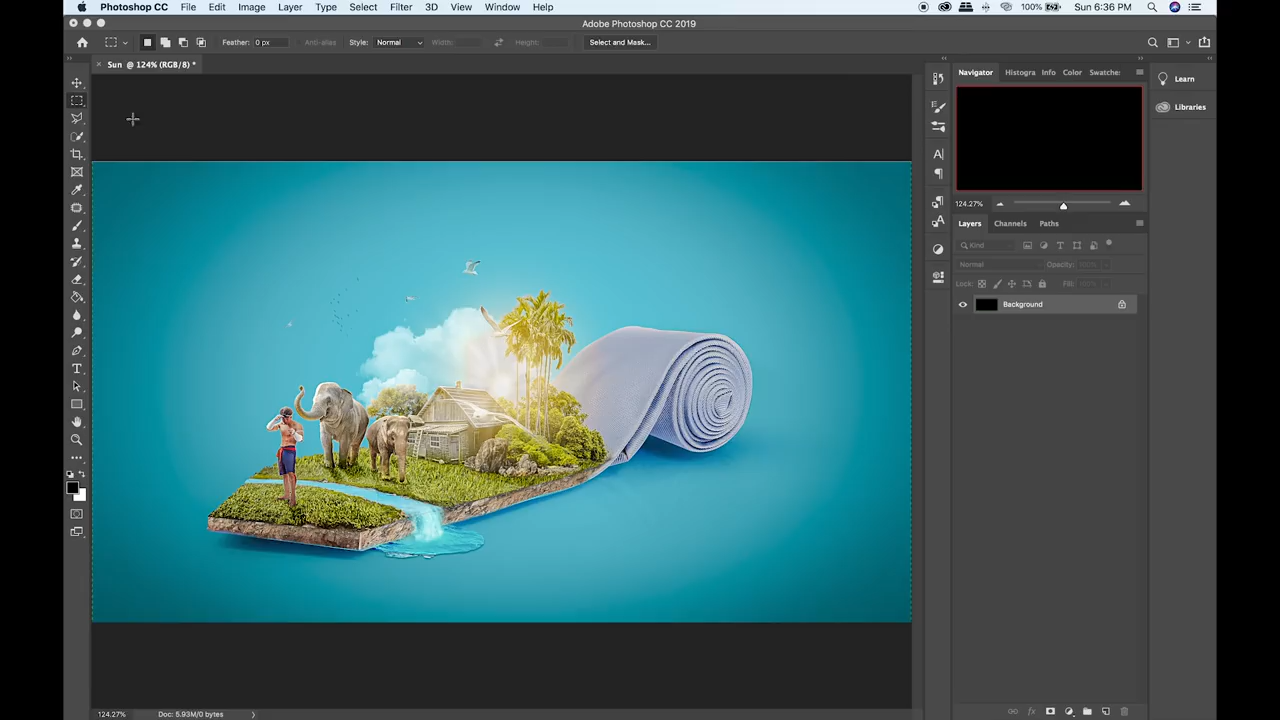 Photoshop CC File Edit Image Layer Type Select Filter 3D View Window Help 100% Sun 6:36 PM
Adobe Photoshop CC 2019
Feather: 0 px Anti-alias Style: Normal Width: Height: Select and Mask...
Sun @ 124% (RGB/8) *
Navigator Histogra Info Color Swatche:
Learn
Libraries
124.27%
Layers Channels Paths
Kind
Normal Opacity: 100%
Lock: Fill: 100%
Background
124.27% Doc: 5.93M/0 bytes